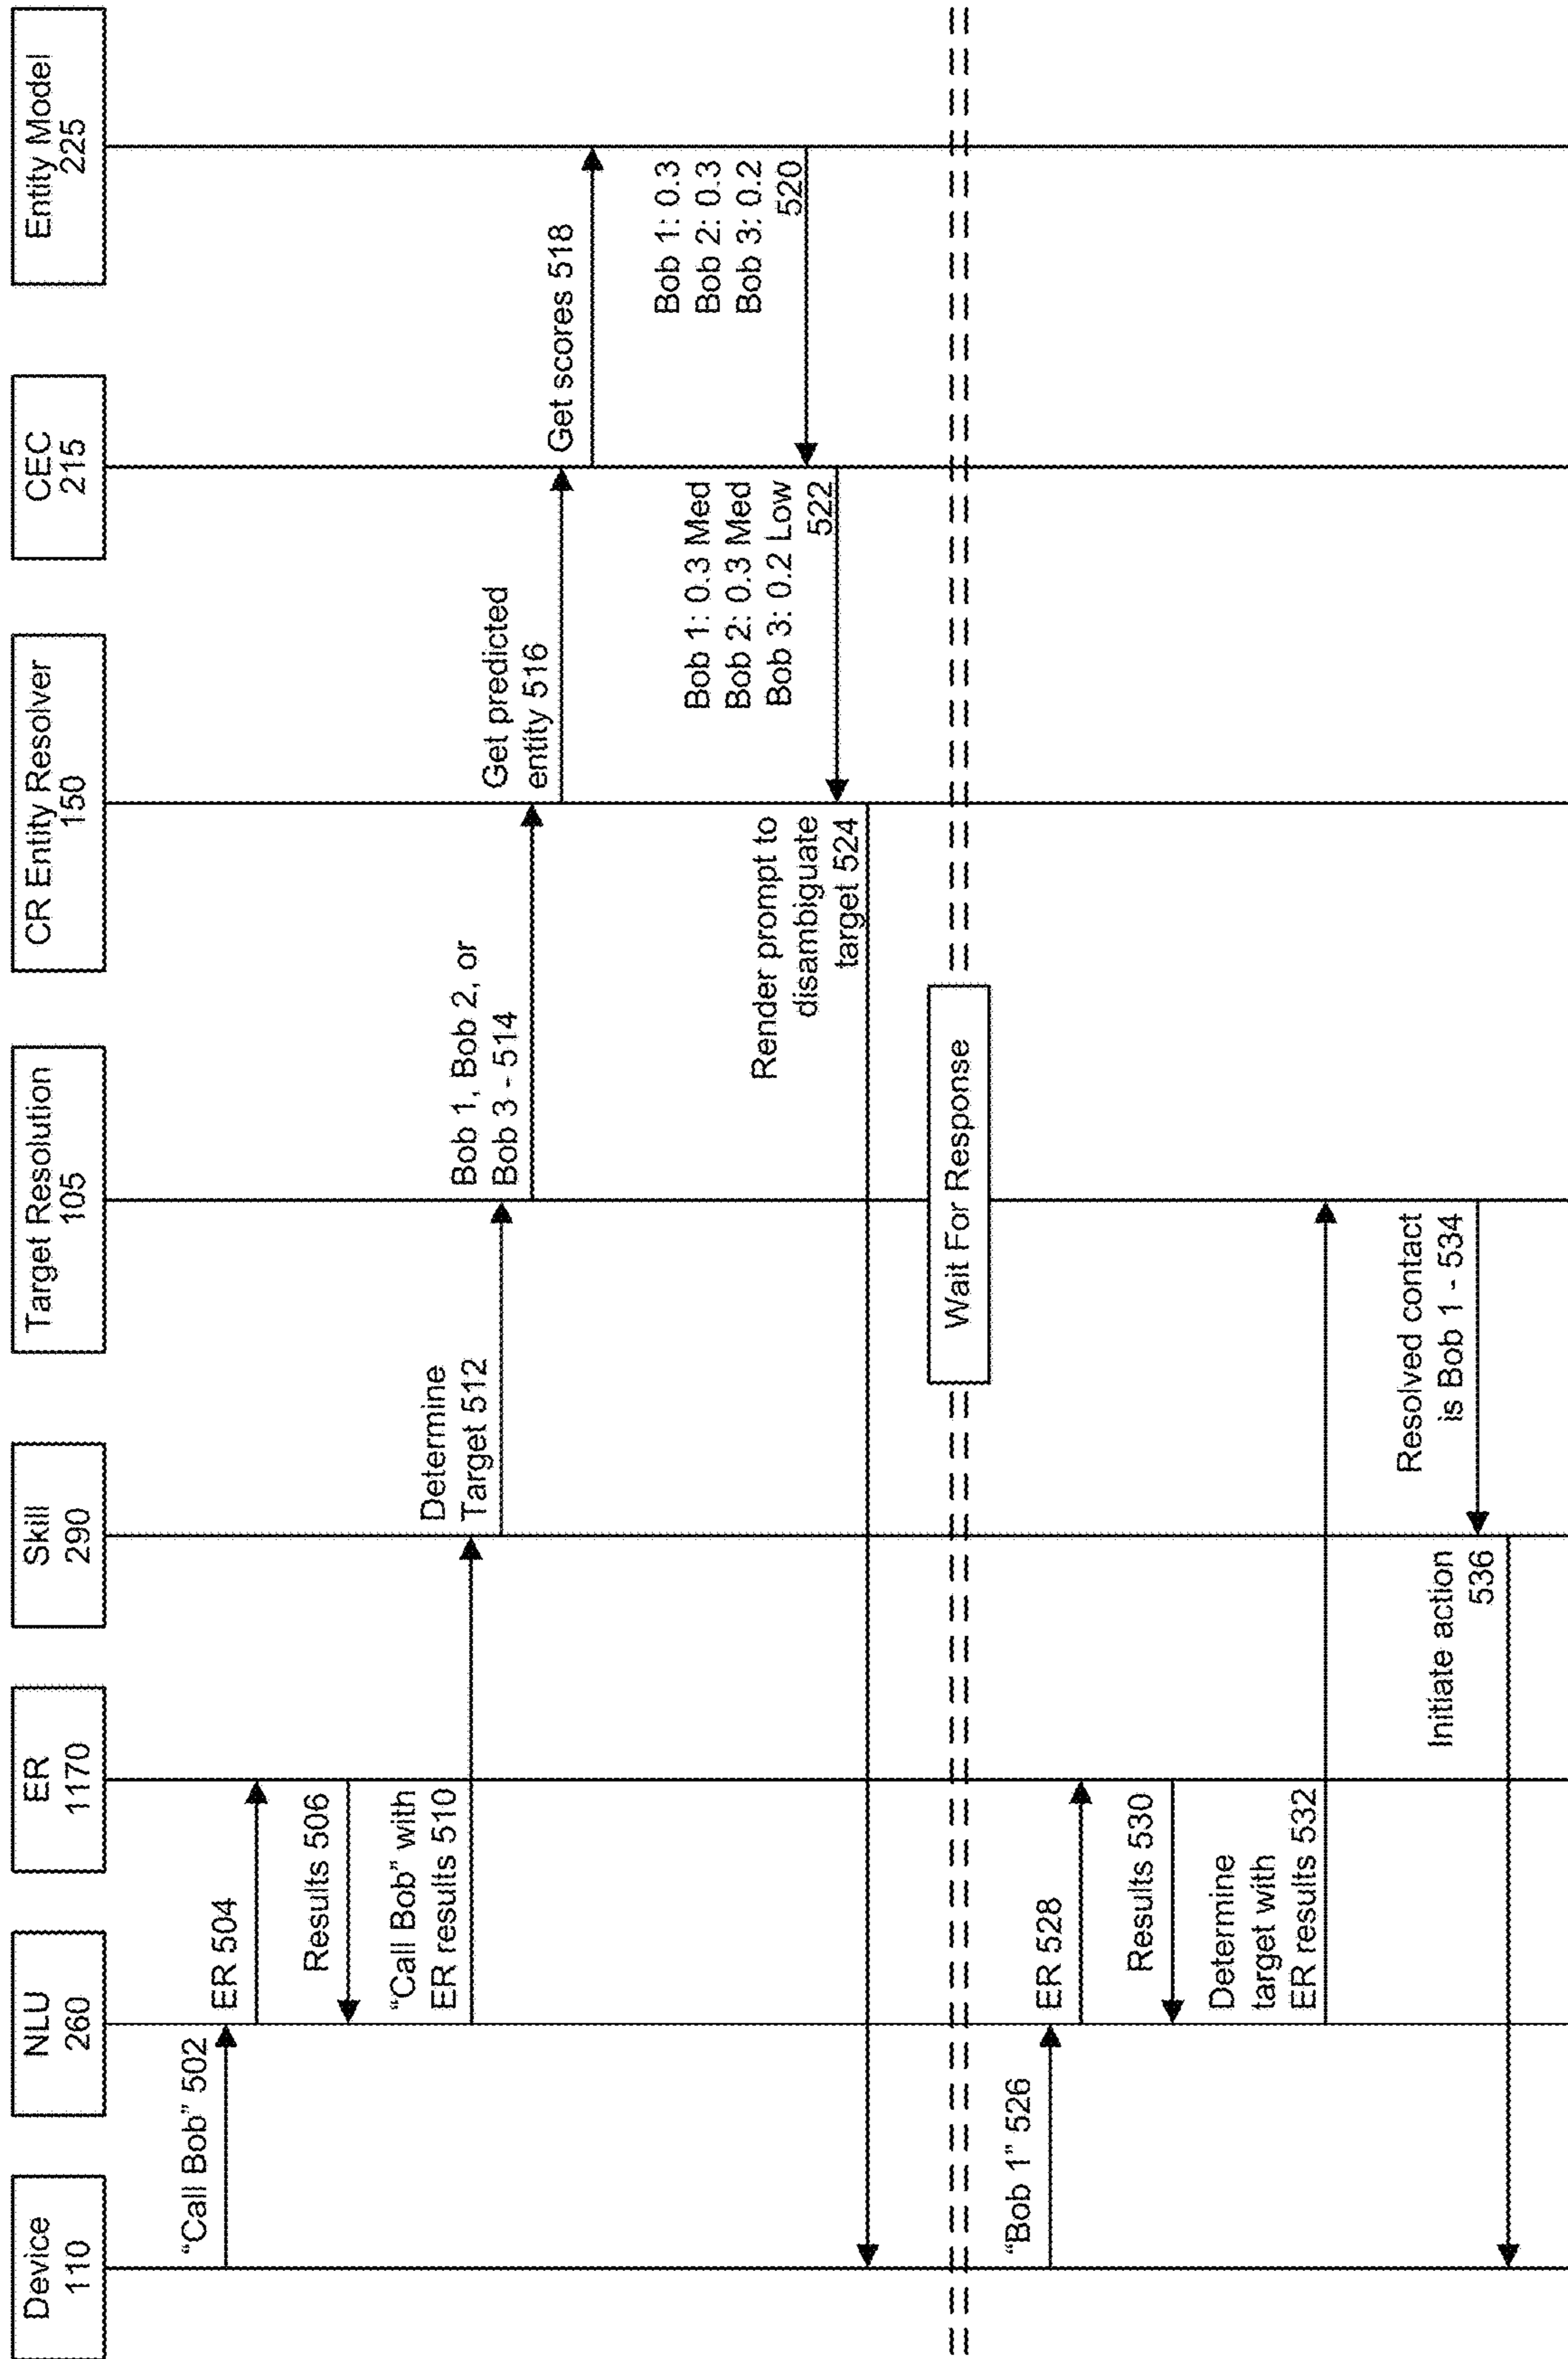 Device
110
NLU
260
ER
1170
Skill
290
Target Resolution
105
CR Entity Resolver
150
CEC
215
Entity Model
225
“Call Bob” 502
ER 504
Results 506
“Call Bob” with
ER results 510
Determine
Target 512
Bob 1, Bob 2, or
Bob 3 - 514
Get predicted
entity 516
Get scores 518
Bob 1: 0.3
Bob 2: 0.3
Bob 3: 0.2
520
Bob 1: 0.3 Med
Bob 2: 0.3 Med
Bob 3: 0.2 Low
522
Render prompt to
disambiguate
target 524
Wait For Response
“Bob 1” 526
ER 528
Results 530
Determine
target with
ER results 532
Resolved contact
is Bob 1 - 534
Initiate action
536